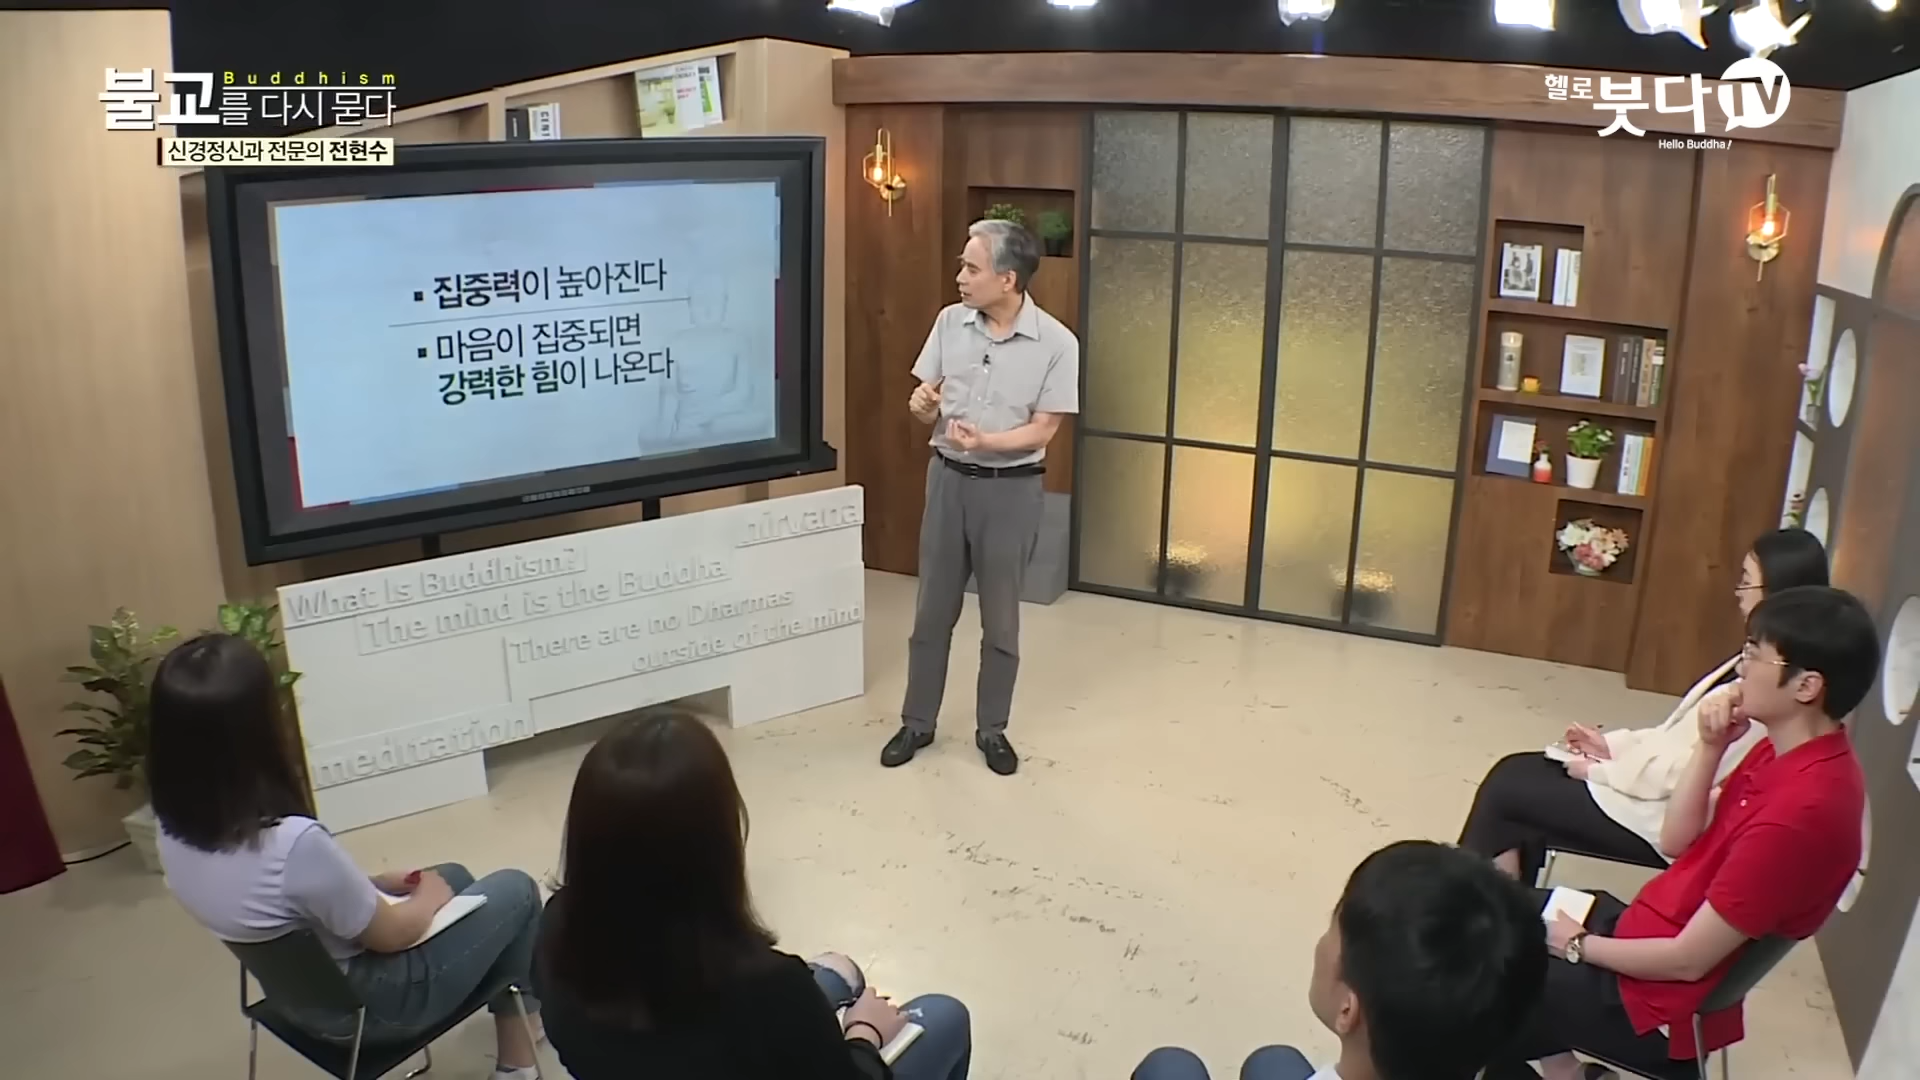 Buddhism
불교를 다시 묻다
신경정신과 전문의 전현수
헬로붓다TV
Hello Buddha!
▪ 집중력이 높아진다
▪ 마음이 집중되면
강력한 힘이 나온다
nirvana
What Is Buddhism?
The mind is the Buddha
There are no Dharmas
outside of the mind
meditation